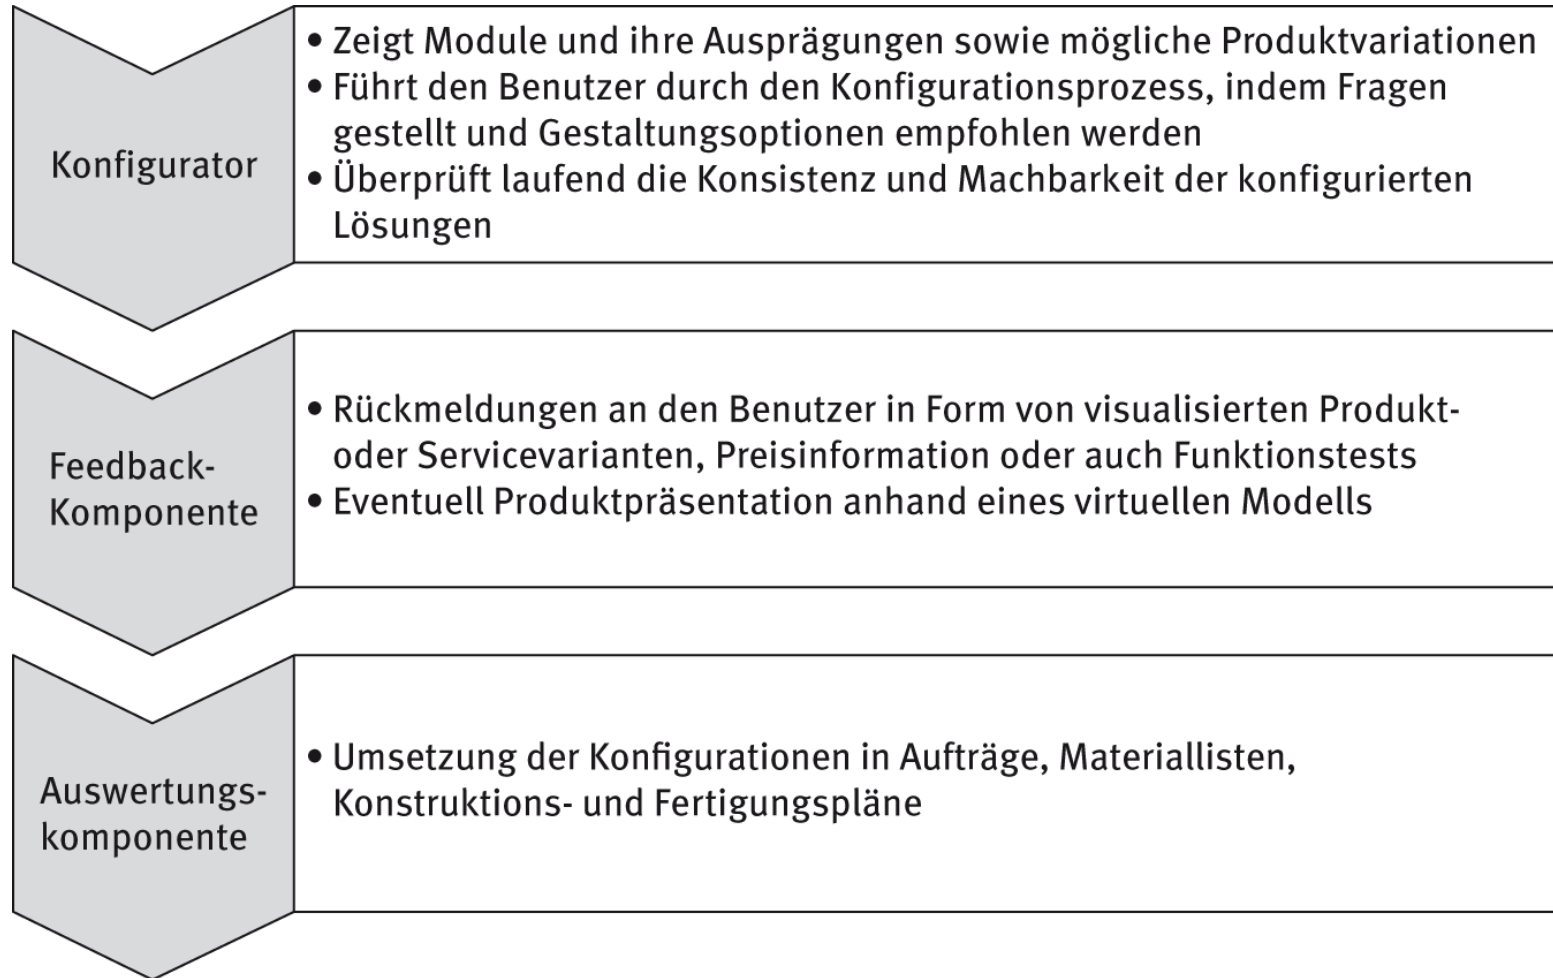 Konfigurator
• Zeigt Module und ihre Ausprägungen sowie mögliche Produktvariationen
• Führt den Benutzer durch den Konfigurationsprozess, indem Fragen
gestellt und Gestaltungsoptionen empfohlen werden
• Überprüft laufend die Konsistenz und Machbarkeit der konfigurierten
Lösungen
Feedback-
Komponente
• Rückmeldungen an den Benutzer in Form von visualisierten Produkt-
oder Servicevarianten, Preisinformation oder auch Funktionstests
• Eventuell Produktpräsentation anhand eines virtuellen Modells
Auswertungs-
komponente
• Umsetzung der Konfigurationen in Aufträge, Materiallisten,
Konstruktions- und Fertigungspläne